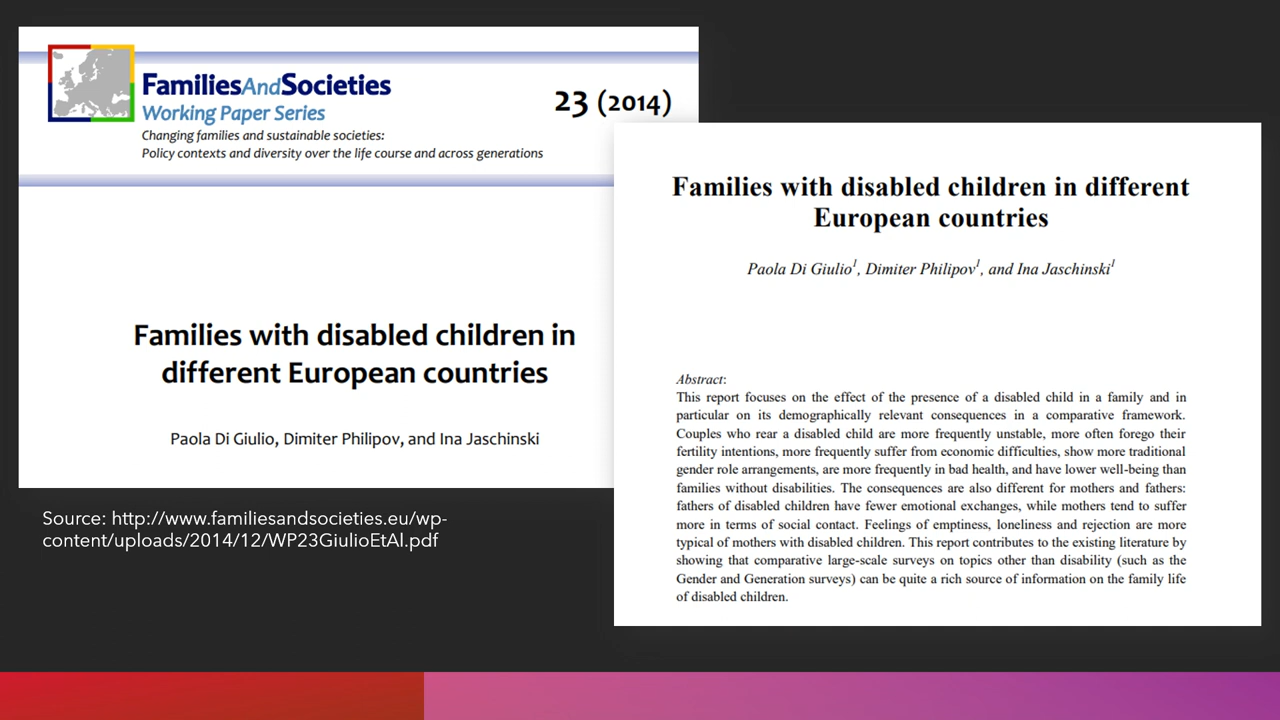 FamiliesAndSocieties
Working Paper Series
Changing families and sustainable societies:
Policy contexts and diversity over the life course and across generations
23 (2014)
Families with disabled children in
different European countries
Paola Di Giulio, Dimiter Philipov, and Ina Jaschinski
Source: http://www.familiesandsocieties.eu/wp-
content/uploads/2014/12/WP23GiulioEtAl.pdf
Families with disabled children in different
European countries
Paola Di Giulio1, Dimiter Philipov1, and Ina Jaschinski1
Abstract:
This report focuses on the effect of the presence of a disabled child in a family and in
particular on its demographically relevant consequences in a comparative framework.
Couples who rear a disabled child are more frequently unstable, more often forego their
fertility intentions, more frequently suffer from economic difficulties, show more traditional
gender role arrangements, are more frequently in bad health, and have lower well-being than
families without disabilities. The consequences are also different for mothers and fathers:
fathers of disabled children have fewer emotional exchanges, while mothers tend to suffer
more in terms of social contact. Feelings of emptiness, loneliness and rejection are more
typical of mothers with disabled children. This report contributes to the existing literature by
showing that comparative large-scale surveys on topics other than disability (such as the
Gender and Generation surveys) can be quite a rich source of information on the family life
of disabled children.